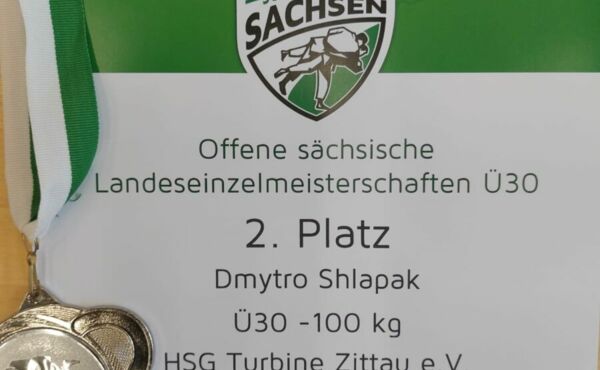 SACHSEN
Offene sächsische
Landeseinzelmeisterschaften Ü30
2. Platz
Dmytro Shlapak
Ü30 -100 kg
HSG Turbine Zittau e.V.